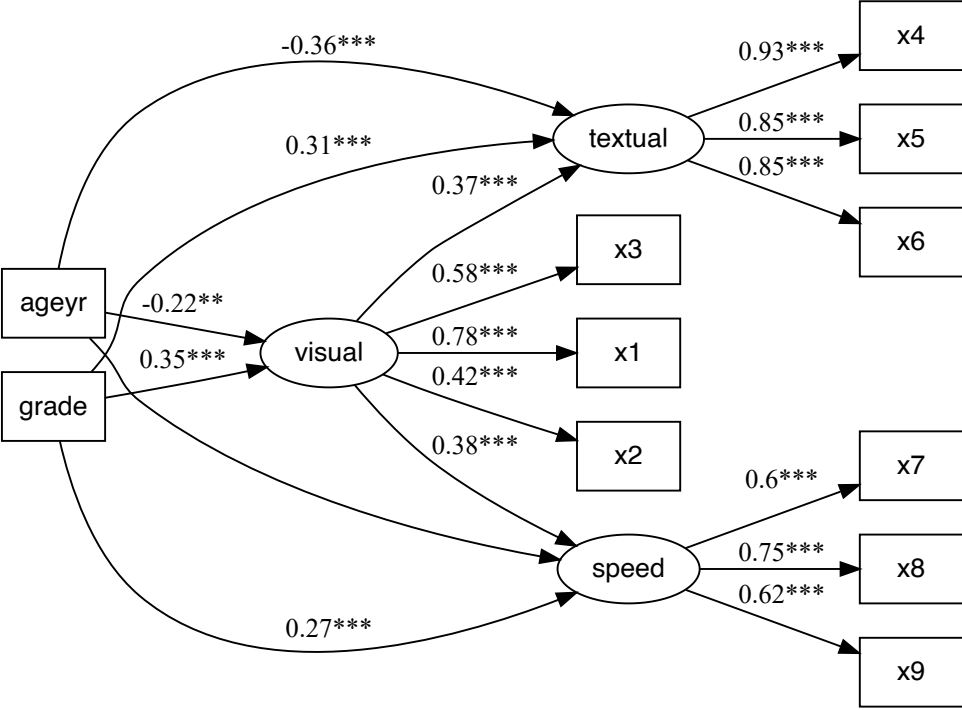 -0.36***
0.93***
x4
0.31***
textual
0.85***
x5
0.37***
0.85***
x6
x3
0.58***
ageyr
-0.22**
visual
0.78***
x1
0.35***
0.42***
grade
x2
0.38***
x7
0.6***
speed
0.75***
x8
0.62***
0.27***
x9